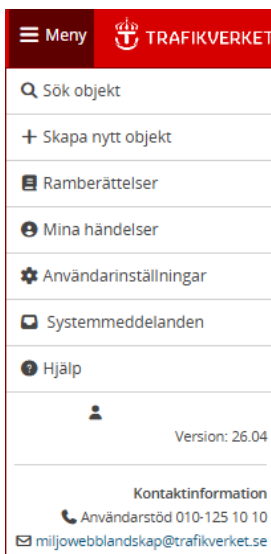 Meny
TRAFIKVERKET
Sök objekt
Skapa nytt objekt
Ramberättelser
Mina händelser
Användarinställningar
Systemmeddelanden
Hjälp
Version: 26.04
Kontaktinformation
Användarstöd 010-125 10 10
miljowebblandskap@trafikverket.se